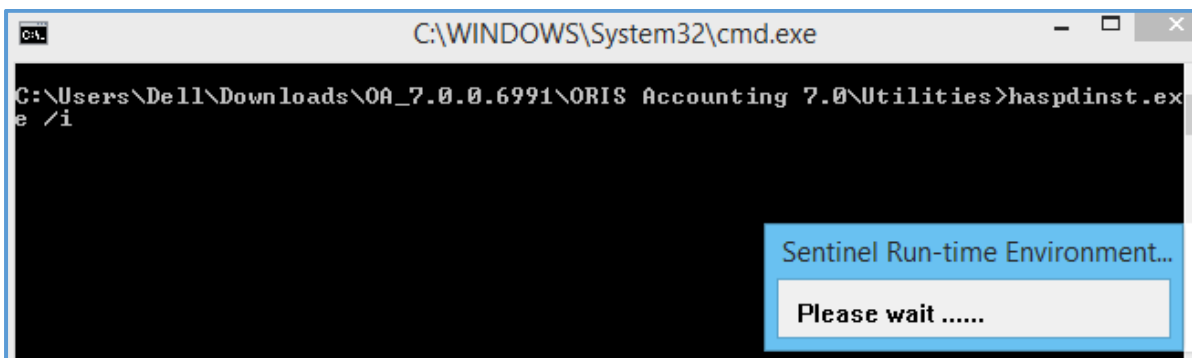 C:\WINDOWS\System32\cmd.exe
C:\Users\Dell\Downloads\OA_7.0.0.6991\ORIS Accounting 7.0\Utilities>haspdinst.ex
e /i
Sentinel Run-time Environment...
Please wait ......